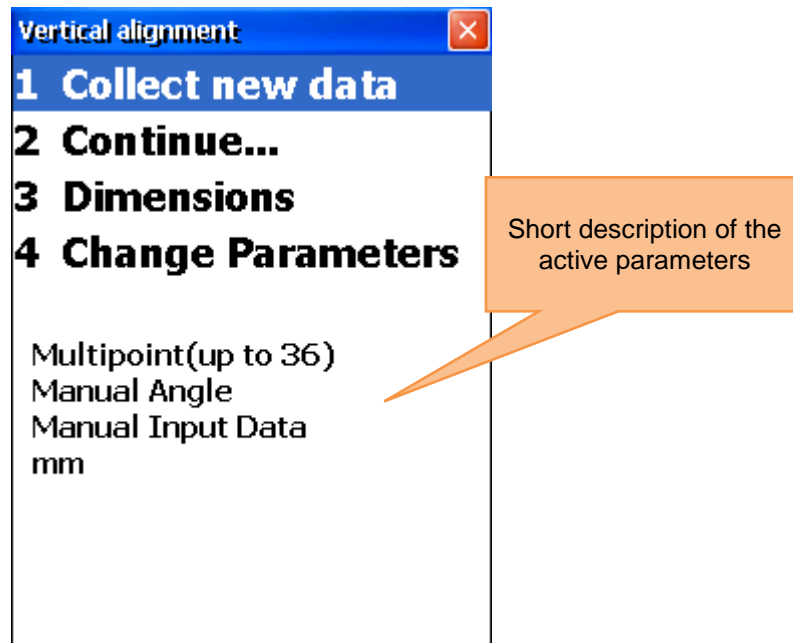 Vertical alignment
1 Collect new data
2 Continue...
3 Dimensions
4 Change Parameters
Short description of the
active parameters
Multipoint(up to 36)
Manual Angle
Manual Input Data
mm